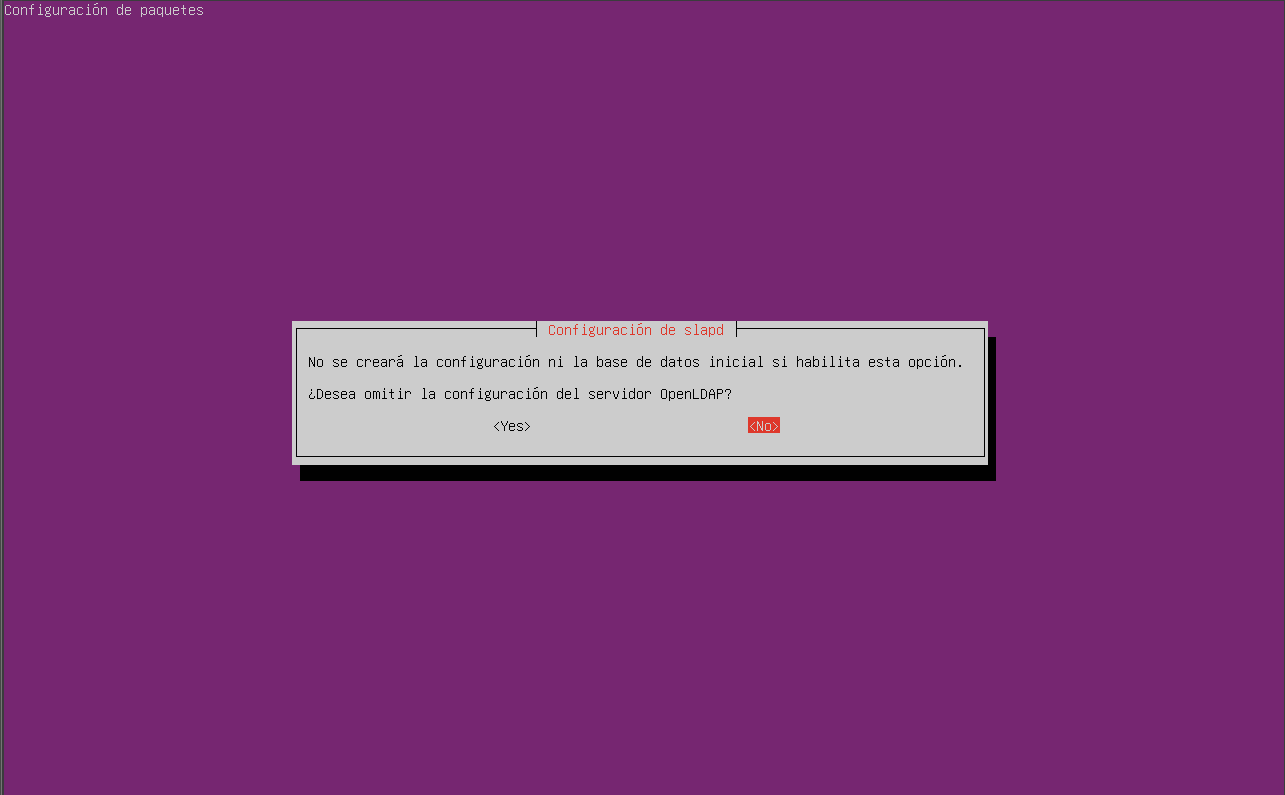 Configuración de paquetes
Configuración de slapd
No se creará la configuración ni la base de datos inicial si habilita esta opción.
¿Desea omitir la configuración del servidor OpenLDAP?
<Yes> <No>